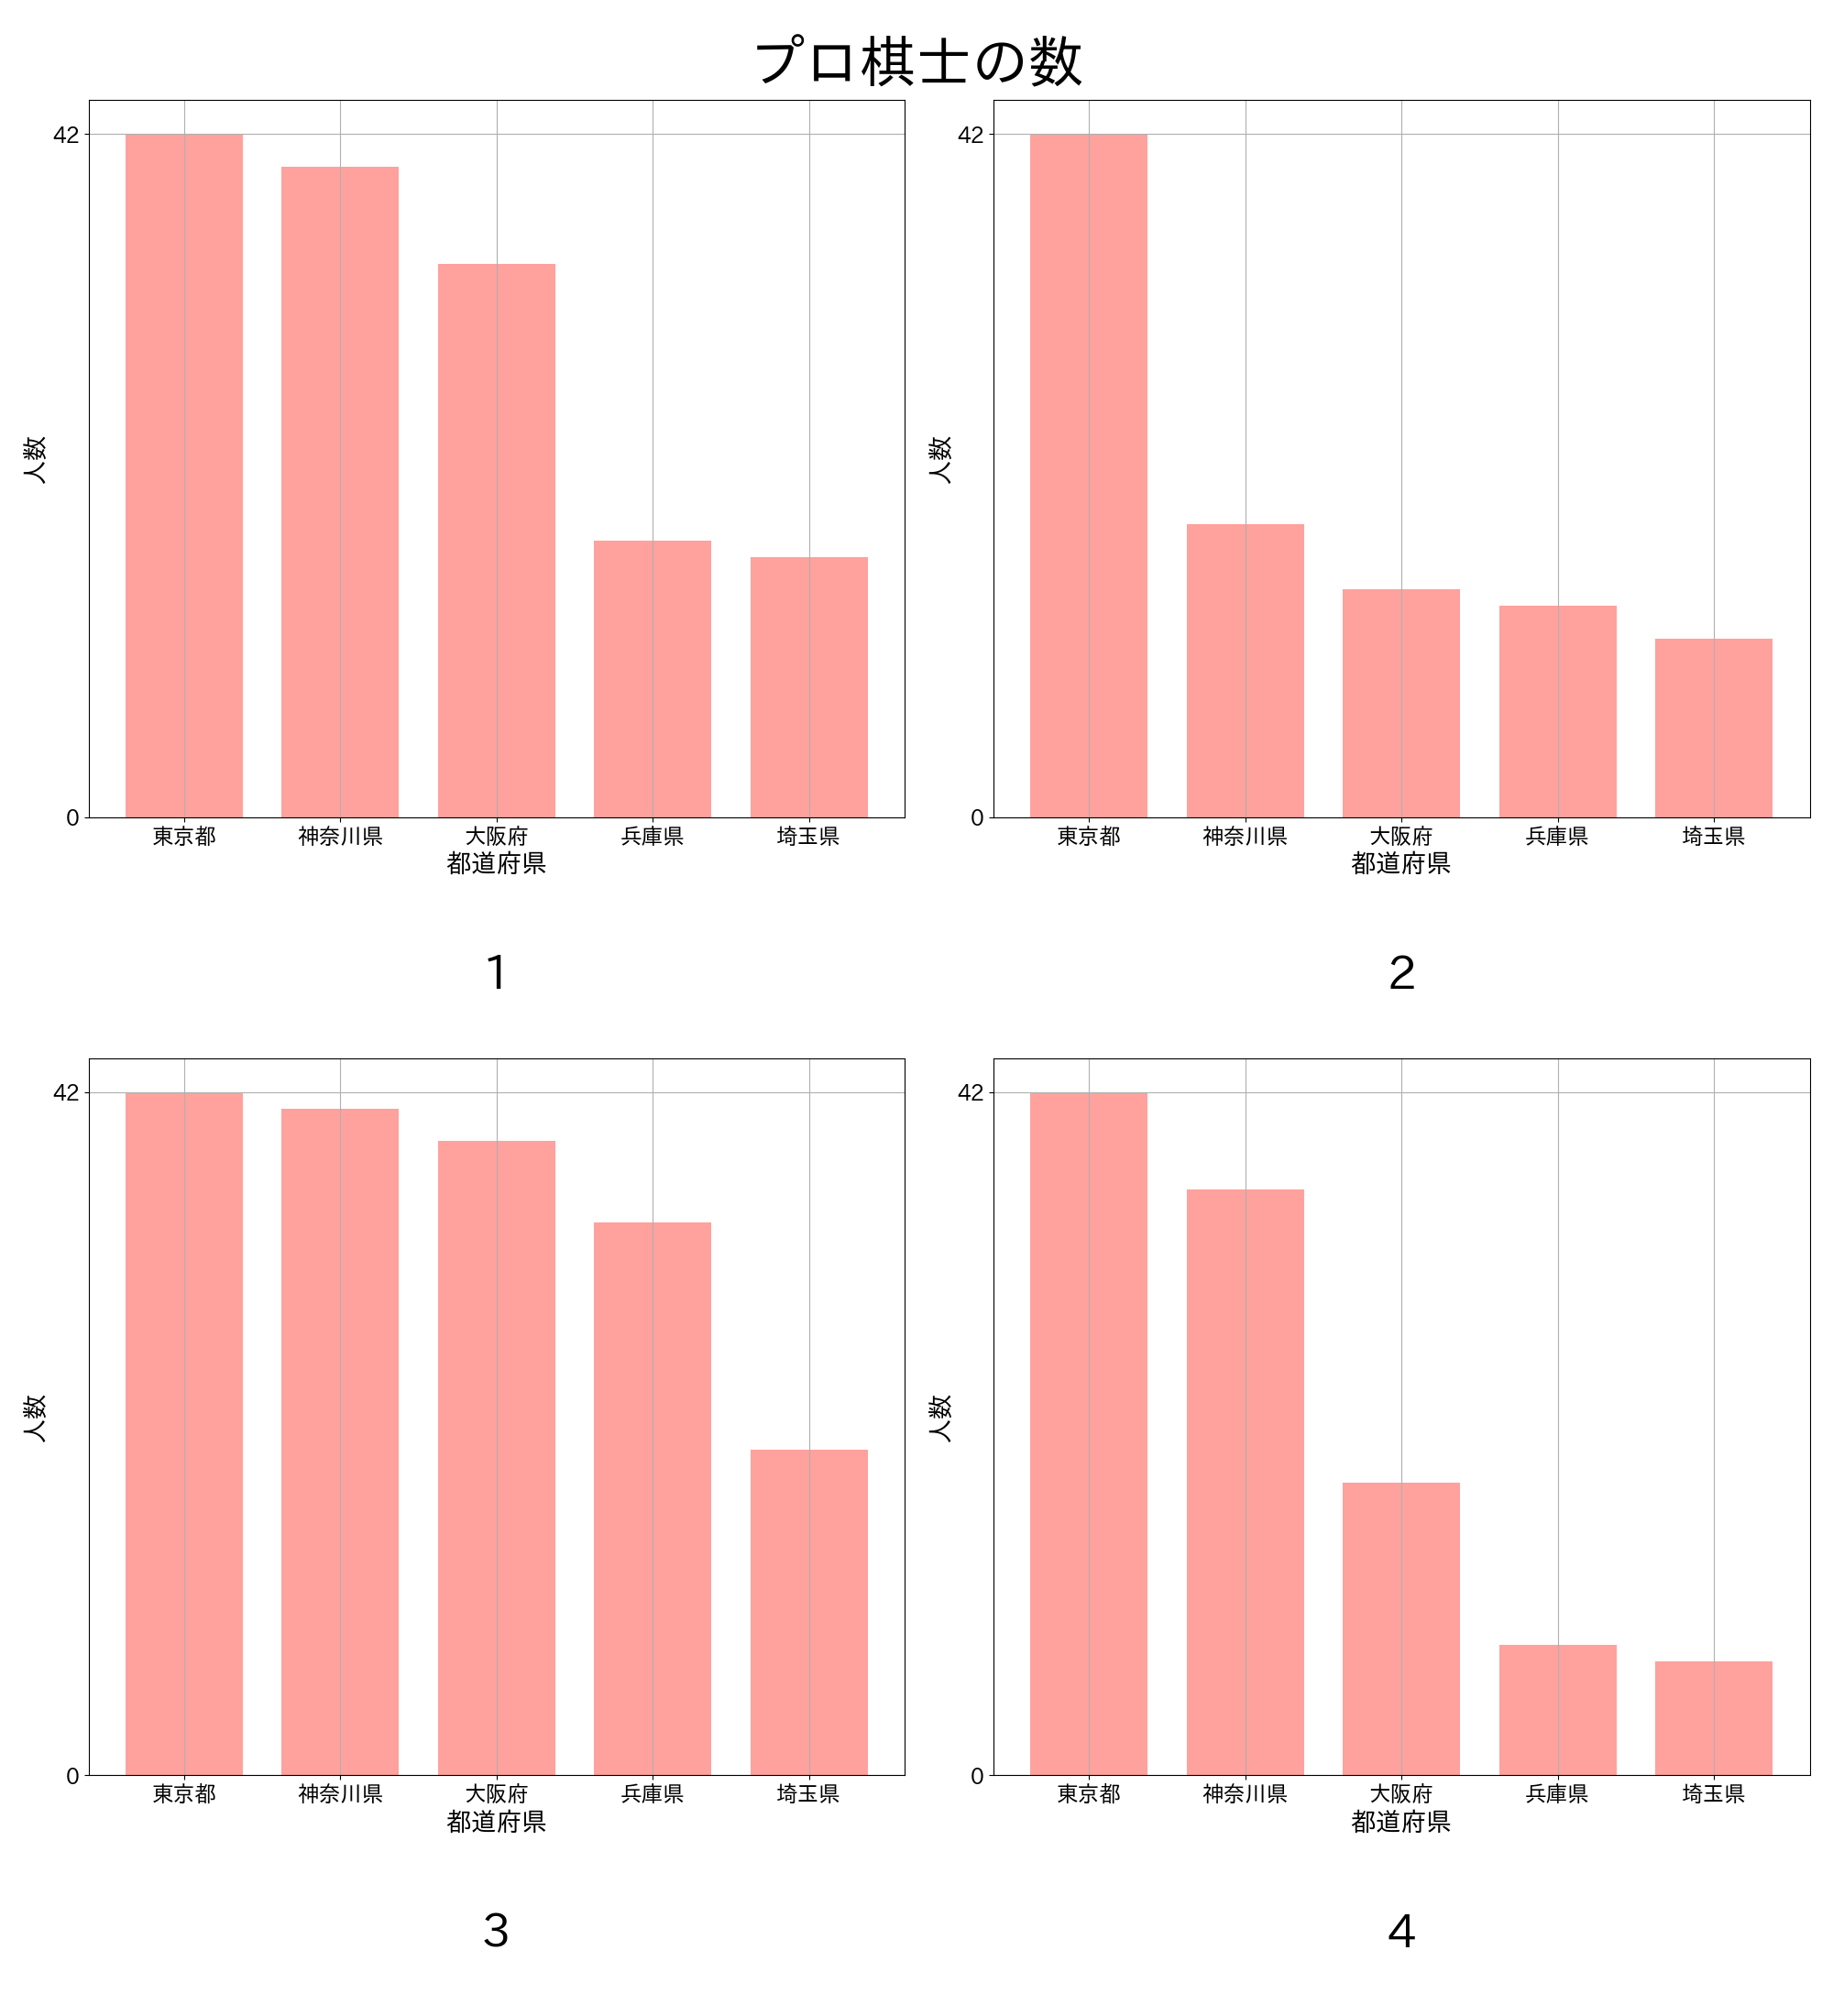 プロ棋士の数
42
0
人数
東京都 神奈川県 大阪府 兵庫県 埼玉県
都道府県
1
42
0
人数
東京都 神奈川県 大阪府 兵庫県 埼玉県
都道府県
2
42
0
人数
東京都 神奈川県 大阪府 兵庫県 埼玉県
都道府県
3
42
0
人数
東京都 神奈川県 大阪府 兵庫県 埼玉県
都道府県
4